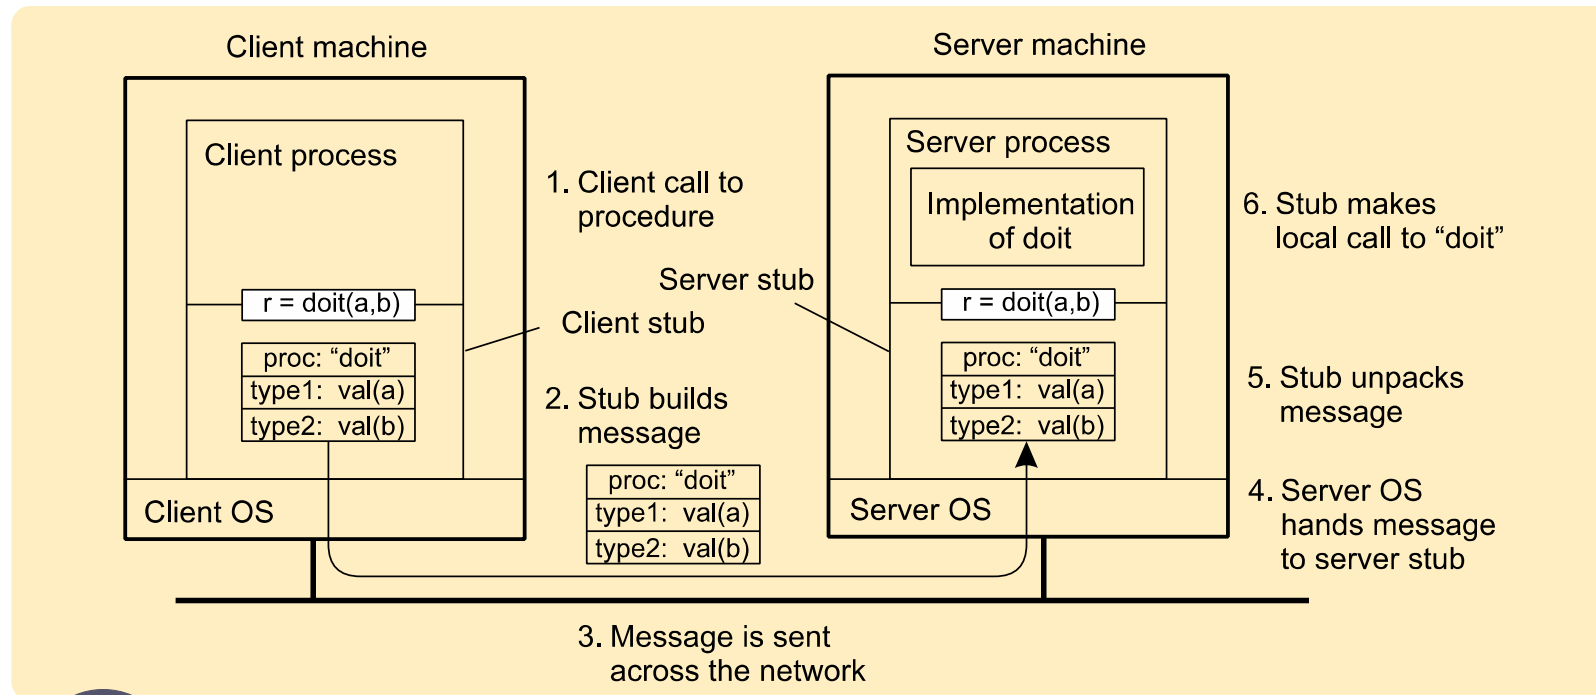 Client machine
Server machine
Client process
1. Client call to
procedure
Server process
Implementation
of doit
6. Stub makes
local call to “doit”
Server stub
r = doit(a,b)
r = doit(a,b)
Client stub
proc: “doit”
type1: val(a)
type2: val(b)
2. Stub builds
message
proc: “doit”
type1: val(a)
type2: val(b)
proc: “doit”
type1: val(a)
type2: val(b)
5. Stub unpacks
message
Client OS
Server OS
4. Server OS
hands message
to server stub
3. Message is sent
across the network